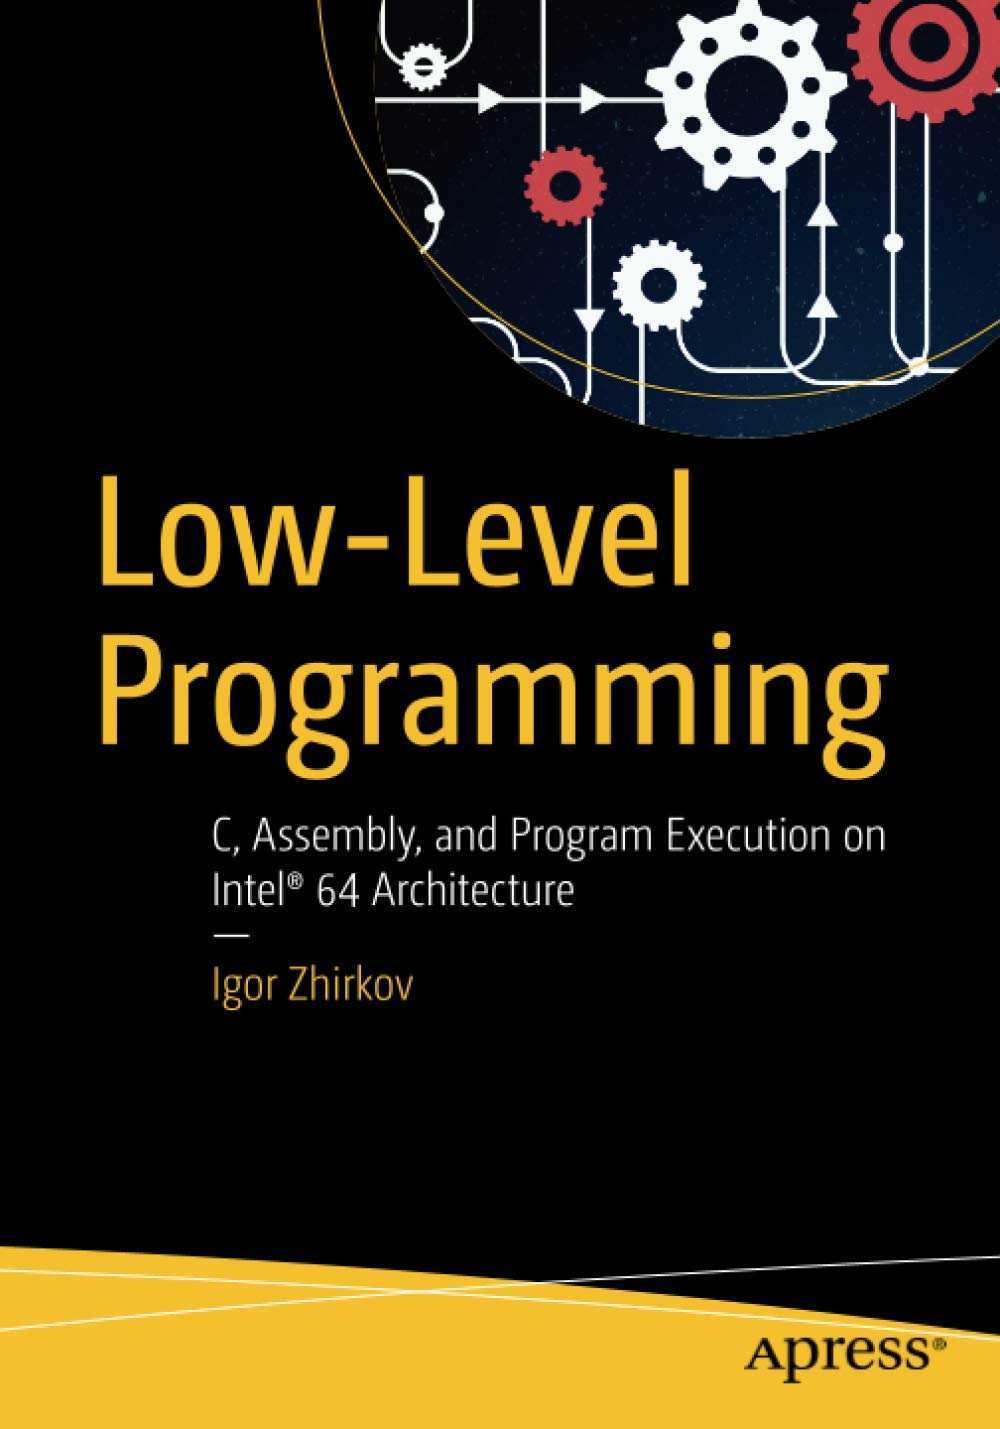 Low-Level
Programming
C, Assembly, and Program Execution on
Intel® 64 Architecture
—
Igor Zhirkov
Apress®